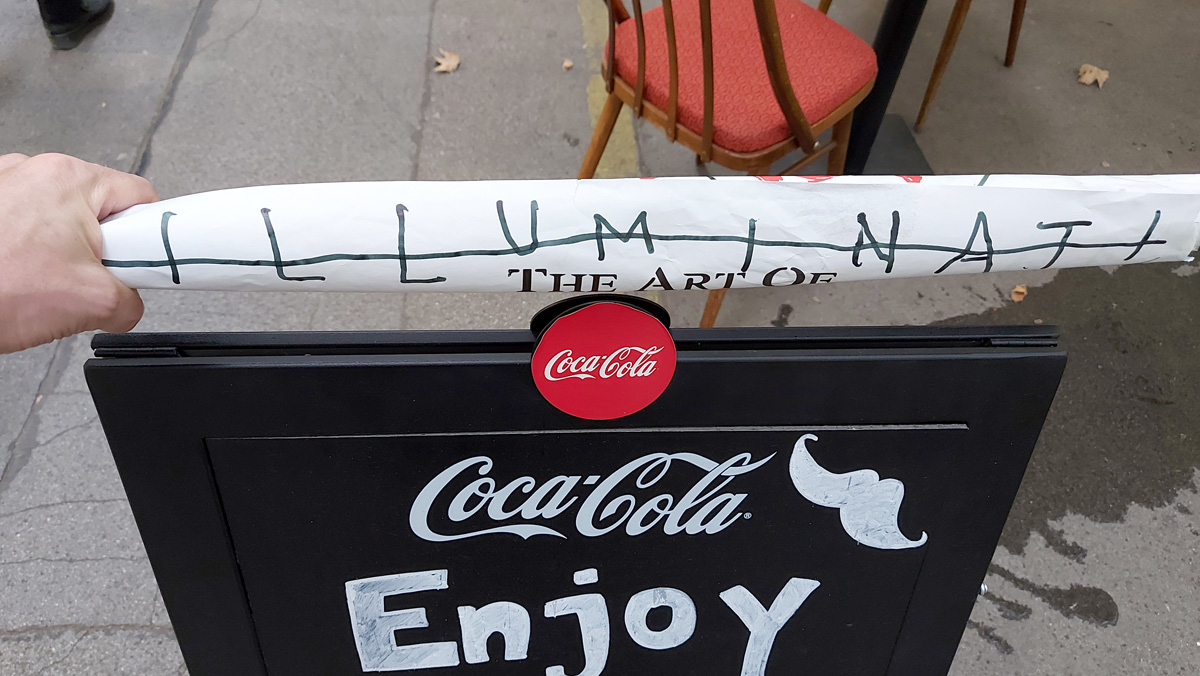 ILLUMINATI
THE ART OF
Coca-Cola
Coca-Cola®
Enjoy